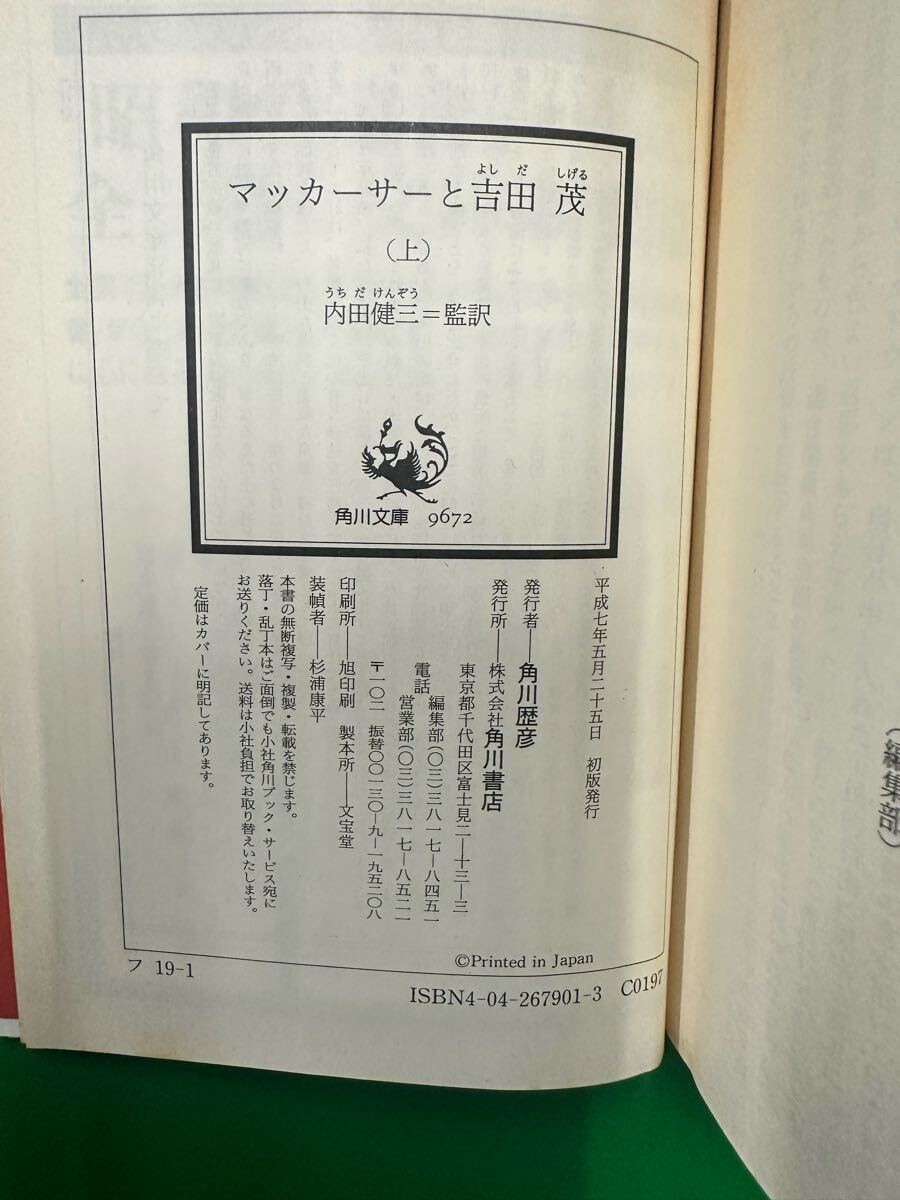 よし だ しげる
マッカーサーと吉田 茂
(上)
うち だ けんぞう
内田健三=監訳
角川文庫 9672
平成七年五月二十五日 初版発行
発行者——角川歴彦
発行所——株式会社角川書店
東京都千代田区富士見二—十三—三
電話 編集部(〇三)三八一七—八四五一
営業部(〇三)三八一七—八五二一
〒一〇二 振替〇〇一三〇—九—一九五二〇八
印刷所——旭印刷 製本所——文宝堂
装幀者——杉浦康平
本書の無断複写・複製・転載を禁じます。
落丁・乱丁本はご面倒でも小社角川ブック・サービス宛に
お送りください。送料は小社負担でお取り替えいたします。
定価はカバーに明記してあります。
©Printed in Japan
フ 19-1
ISBN4-04-267901-3 C0197
(編集部)